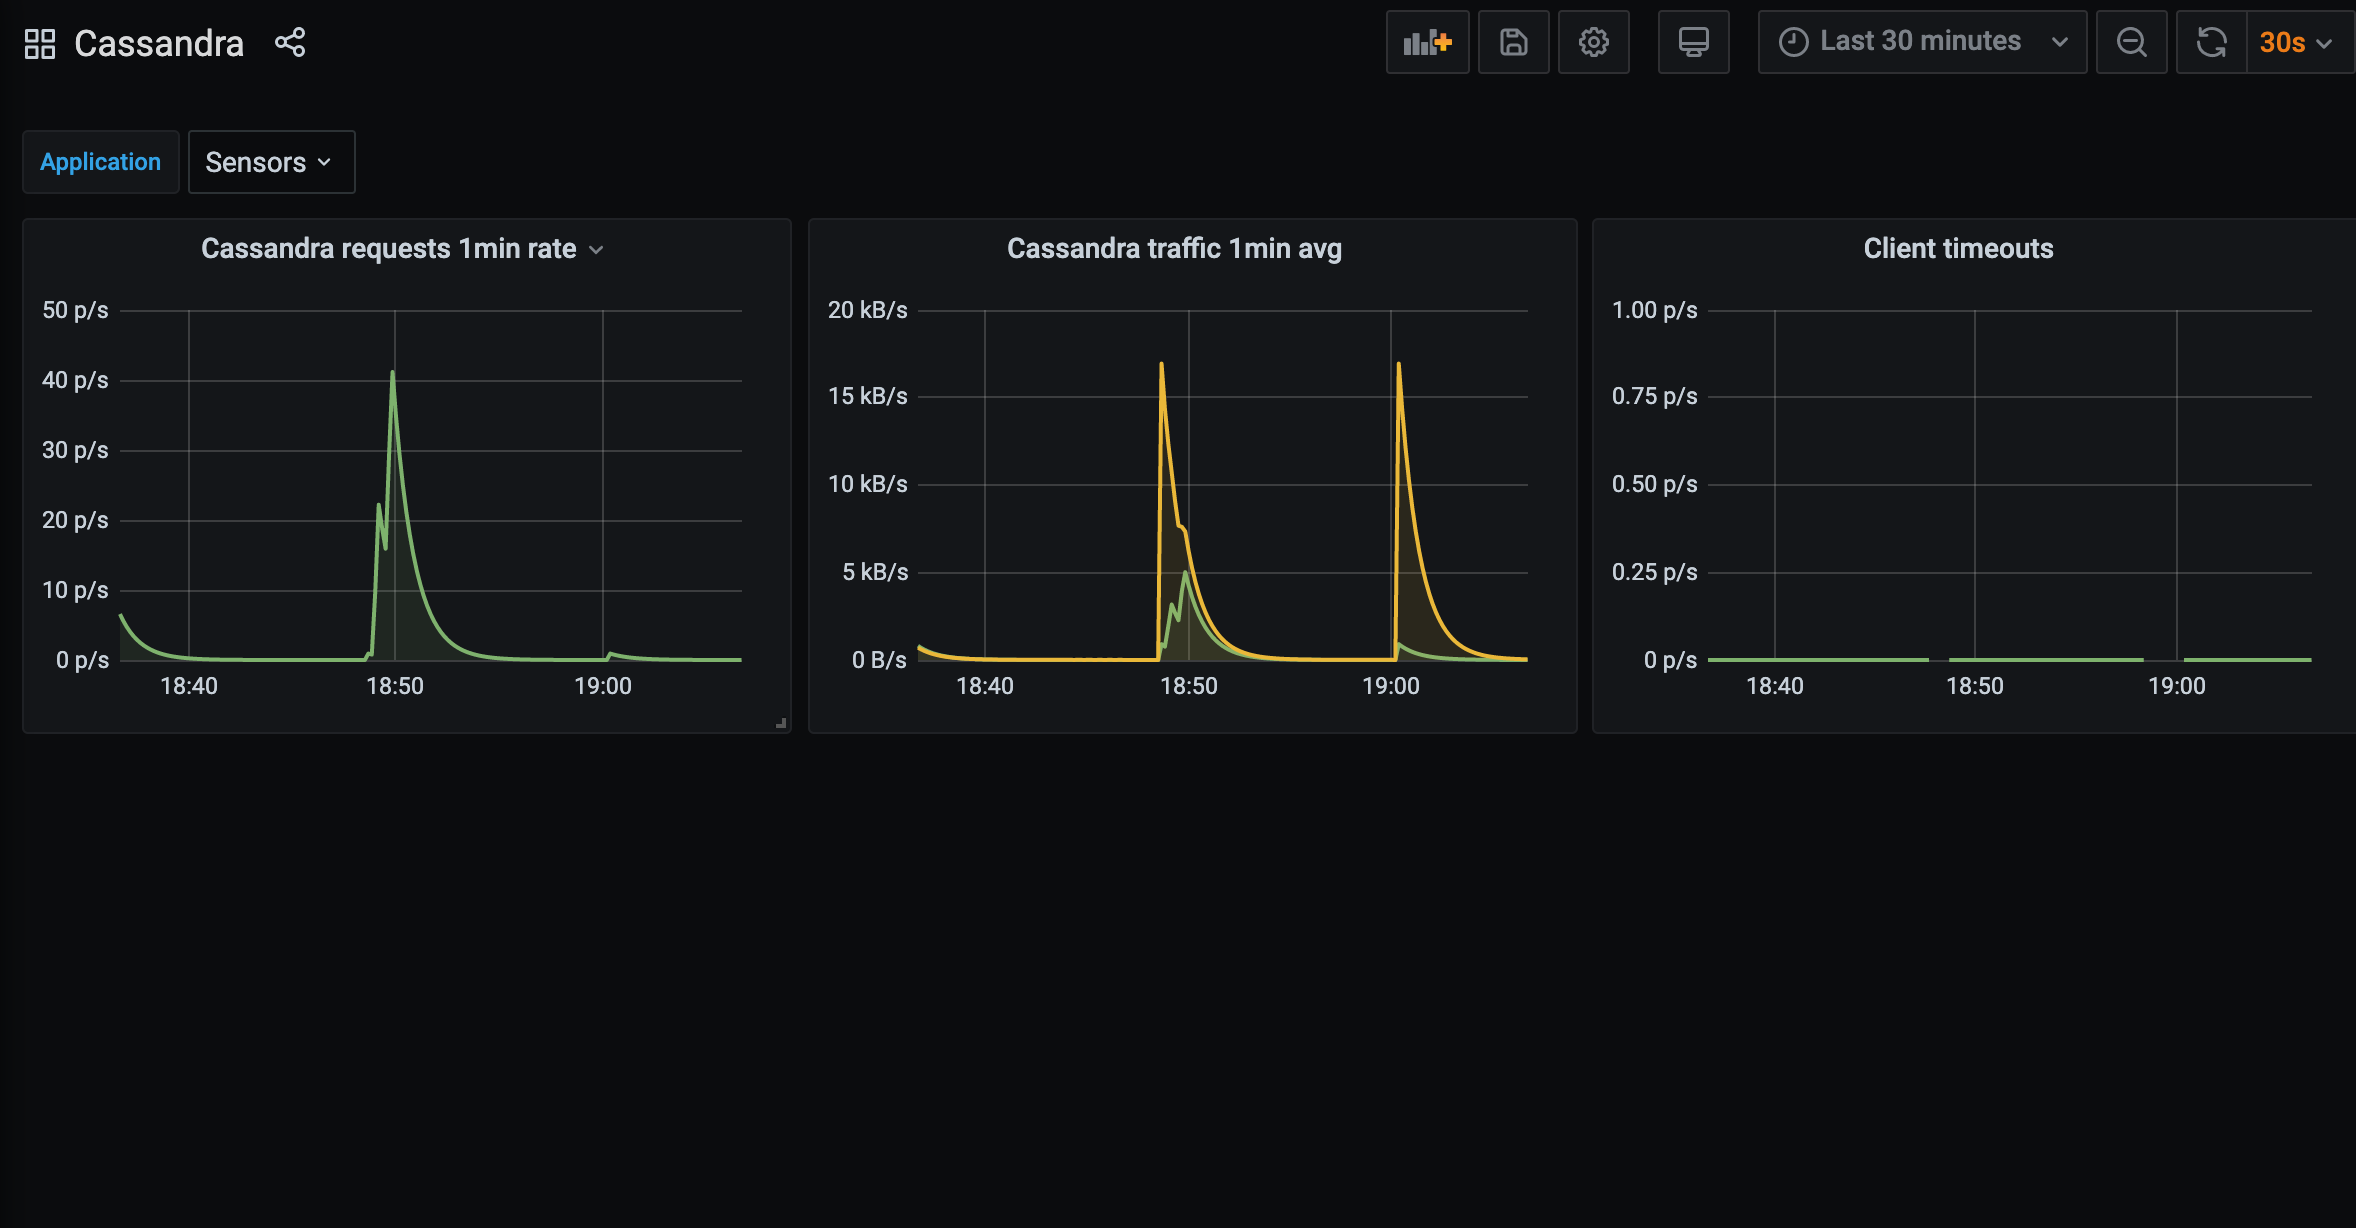 Cassandra
Last 30 minutes
30s
Application
Sensors
Cassandra requests 1min rate
50 p/s
40 p/s
30 p/s
20 p/s
10 p/s
0 p/s
18:40 18:50 19:00
Cassandra traffic 1min avg
20 kB/s
15 kB/s
10 kB/s
5 kB/s
0 B/s
18:40 18:50 19:00
Client timeouts
1.00 p/s
0.75 p/s
0.50 p/s
0.25 p/s
0 p/s
18:40 18:50 19:00